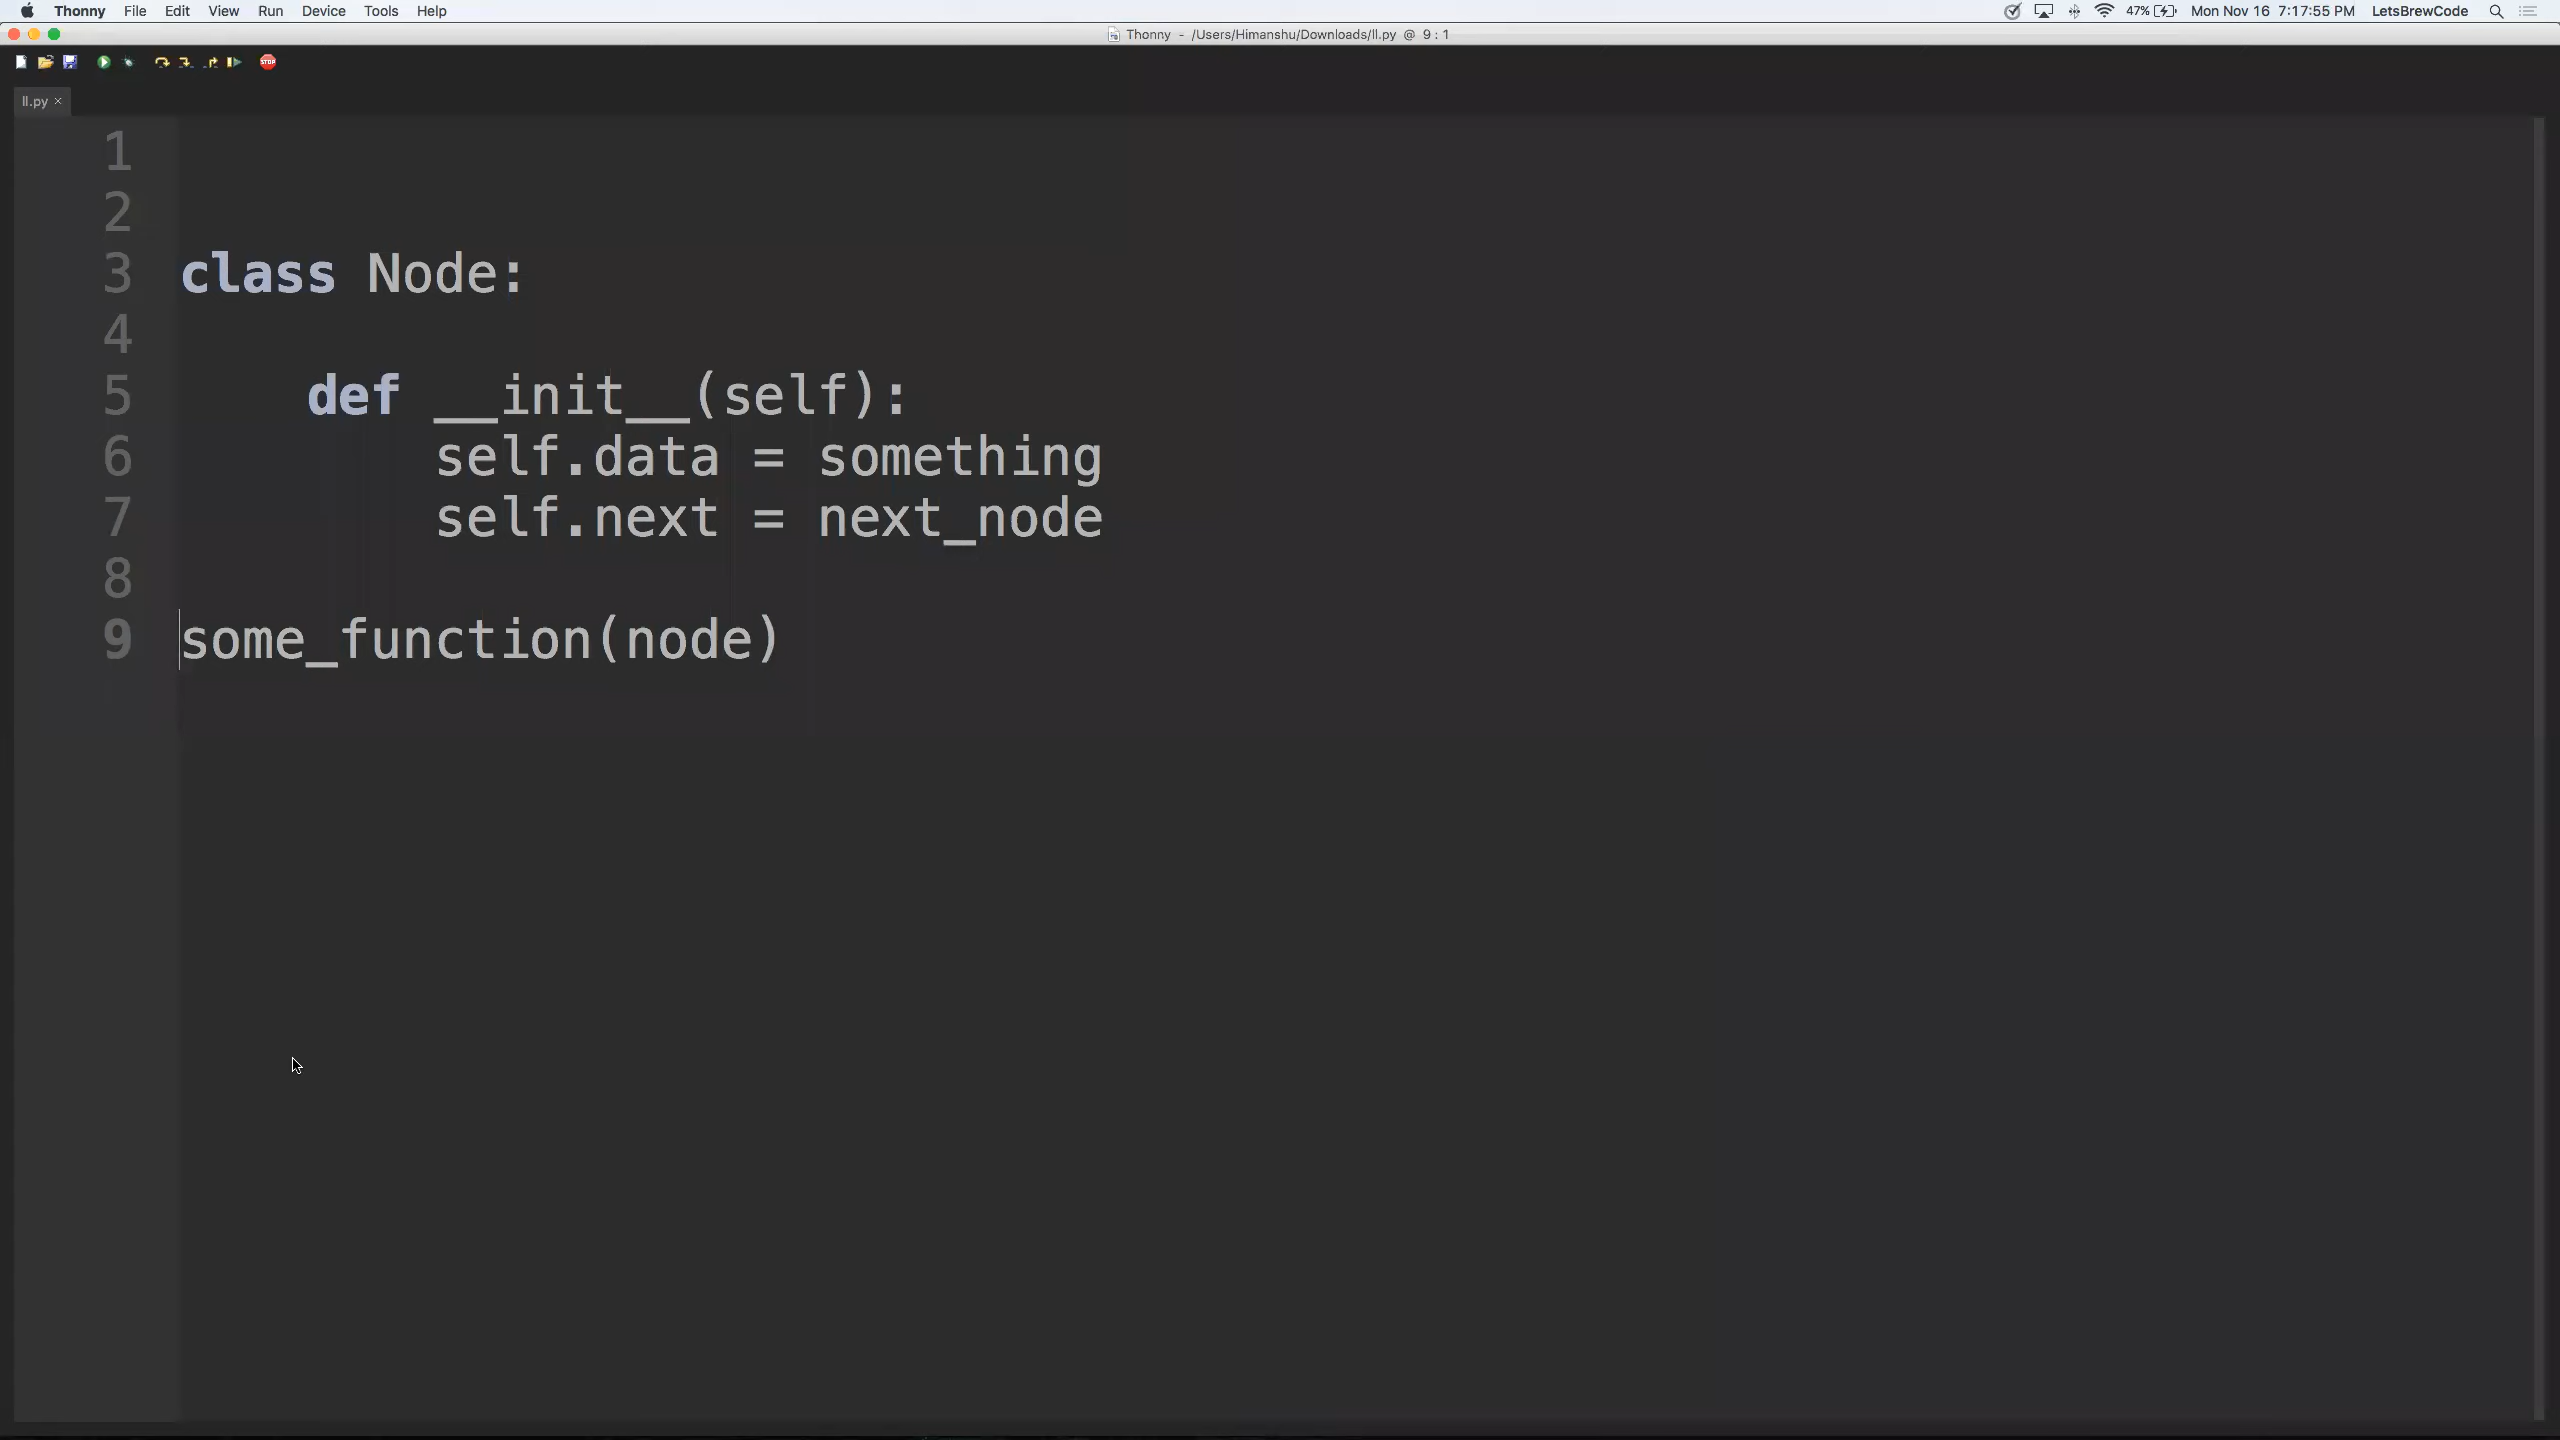 Thonny File Edit View Run Device Tools Help 47% Mon Nov 16 7:17:55 PM LetsBrewCode
Thonny - /Users/Himanshu/Downloads/ll.py @ 9 : 1
STOP
ll.py ×
1
2
3 class Node:
4
5 def __init__(self):
6 self.data = something
7 self.next = next_node
8
9 some_function(node)